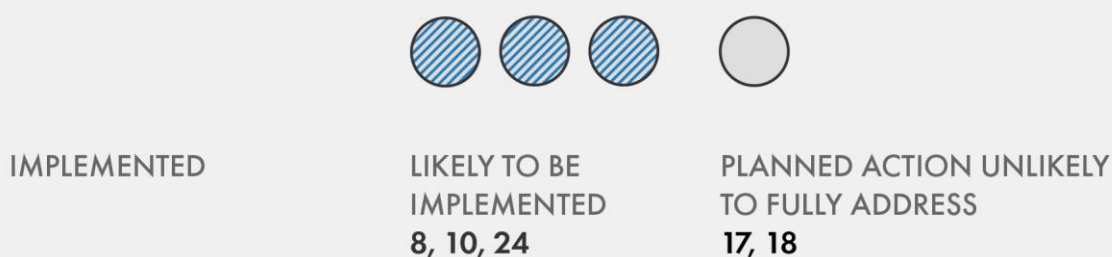 IMPLEMENTED
LIKELY TO BE
IMPLEMENTED
8, 10, 24
PLANNED ACTION UNLIKELY
TO FULLY ADDRESS
17, 18